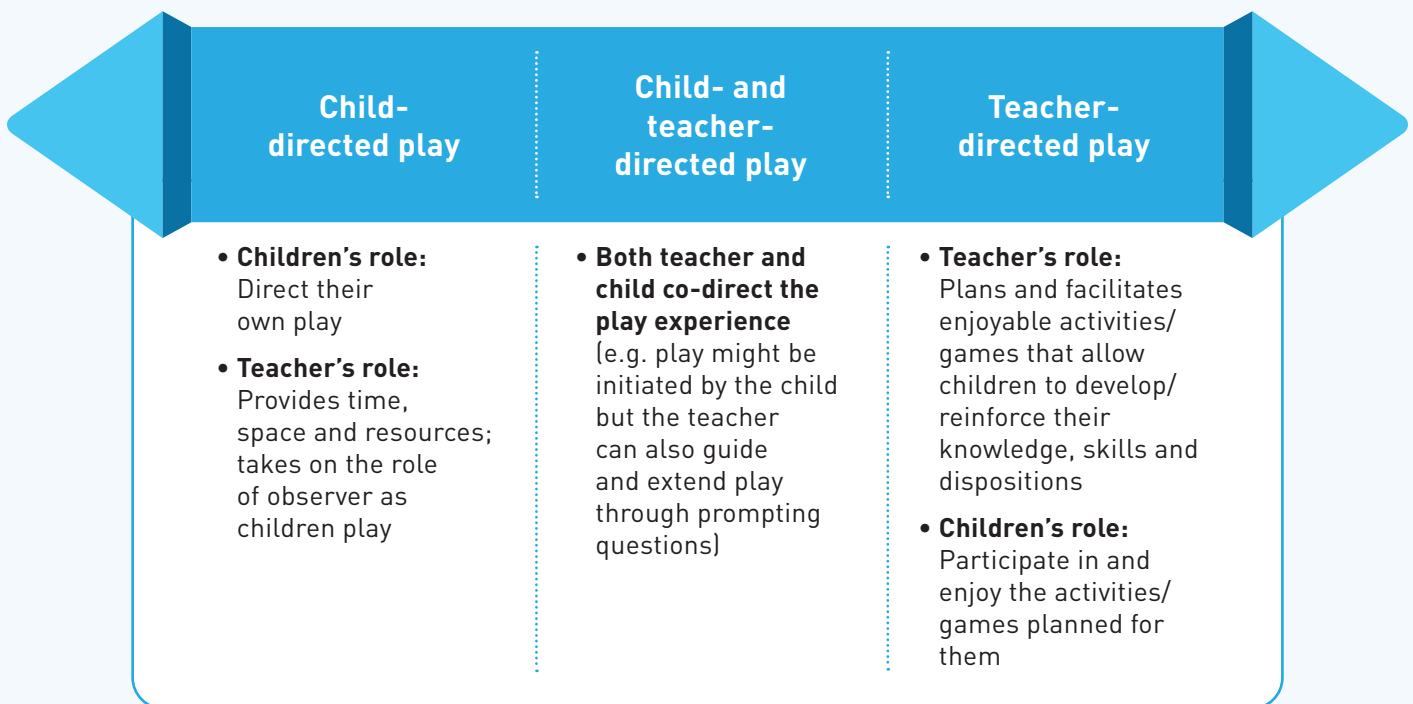 Child-
directed play
Child- and
teacher-
directed play
Teacher-
directed play
• Children's role:
Direct their
own play
• Teacher's role:
Provides time,
space and resources;
takes on the role
of observer as
children play
• Both teacher and
child co-direct the
play experience
(e.g. play might be
initiated by the child
but the teacher
can also guide
and extend play
through prompting
questions)
• Teacher's role:
Plans and facilitates
enjoyable activities/
games that allow
children to develop/
reinforce their
knowledge, skills and
dispositions
• Children's role:
Participate in and
enjoy the activities/
games planned for
them